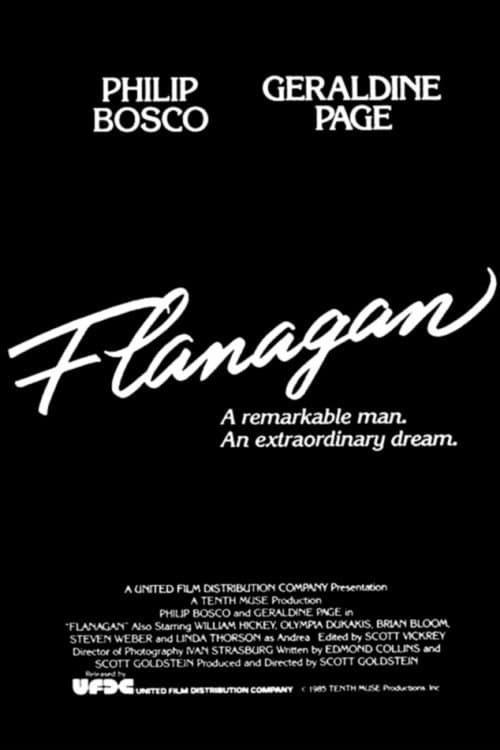 PHILIP BOSCO
GERALDINE PAGE
Flanagan
A remarkable man.
An extraordinary dream.
A UNITED FILM DISTRIBUTION COMPANY Presentation
A TENTH MUSE Production
PHILIP BOSCO and GERALDINE PAGE in
"FLANAGAN" Also Starring WILLIAM HICKEY, OLYMPIA DUKAKIS, BRIAN BLOOM,
STEVEN WEBER and LINDA THORSON as Andrea Edited by SCOTT VICKREY
Director of Photography IVAN STRASBURG Written by EDMOND COLLINS and
SCOTT GOLDSTEIN Produced and Directed by SCOTT GOLDSTEIN
Released by
UFDC UNITED FILM DISTRIBUTION COMPANY © 1985 TENTH MUSE Productions, Inc